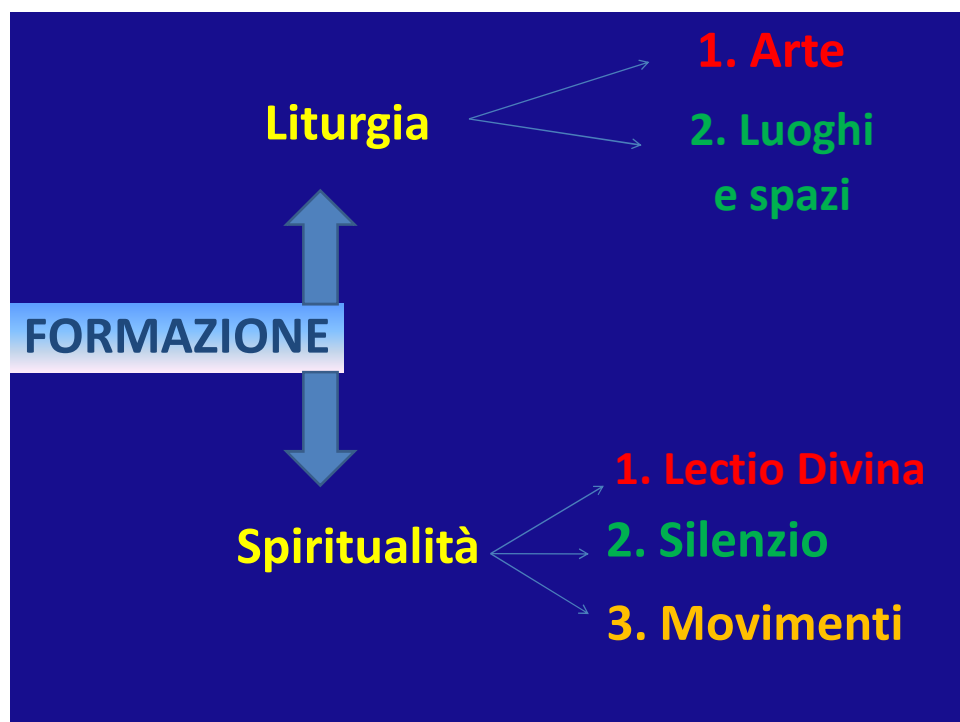 1. Arte
Liturgia
2. Luoghi
e spazi
FORMAZIONE
1. Lectio Divina
Spiritualità
2. Silenzio
3. Movimenti